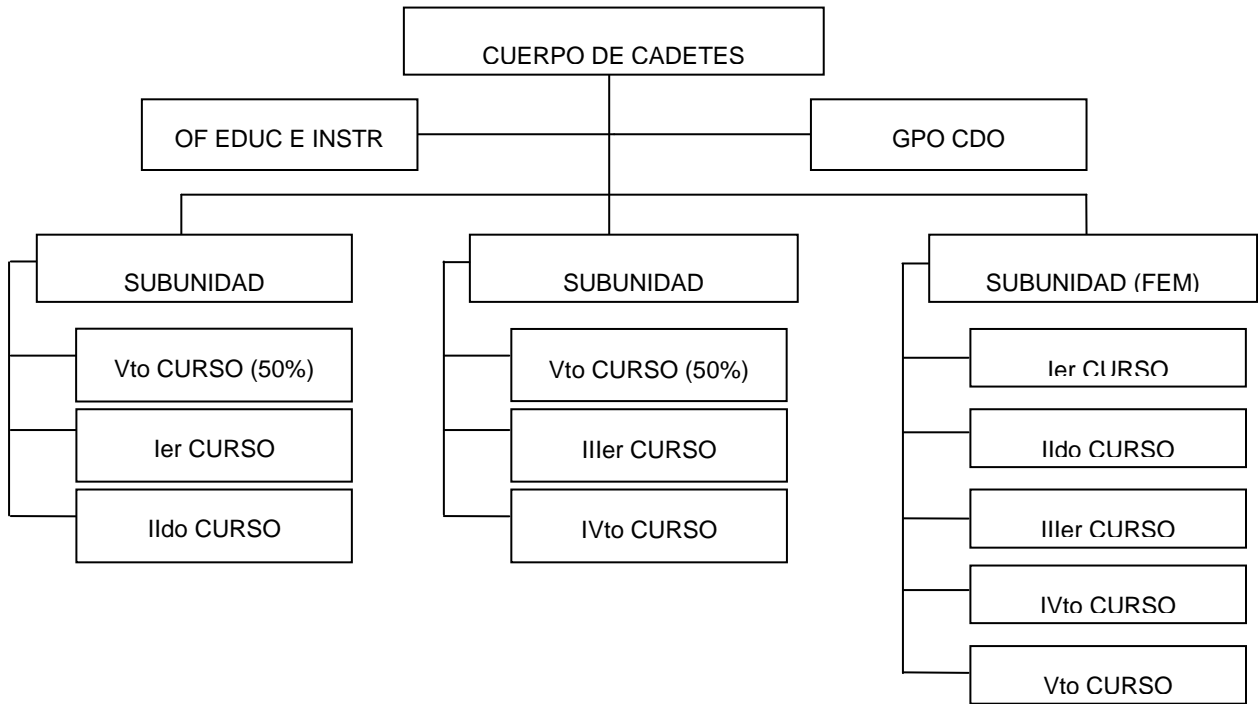 CUERPO DE CADETES
OF EDUC E INSTR
GPO CDO
SUBUNIDAD
Vto CURSO (50%)
Ier CURSO
IIdo CURSO
SUBUNIDAD
Vto CURSO (50%)
IIIer CURSO
IVto CURSO
SUBUNIDAD (FEM)
Ier CURSO
IIdo CURSO
IIIer CURSO
IVto CURSO
Vto CURSO